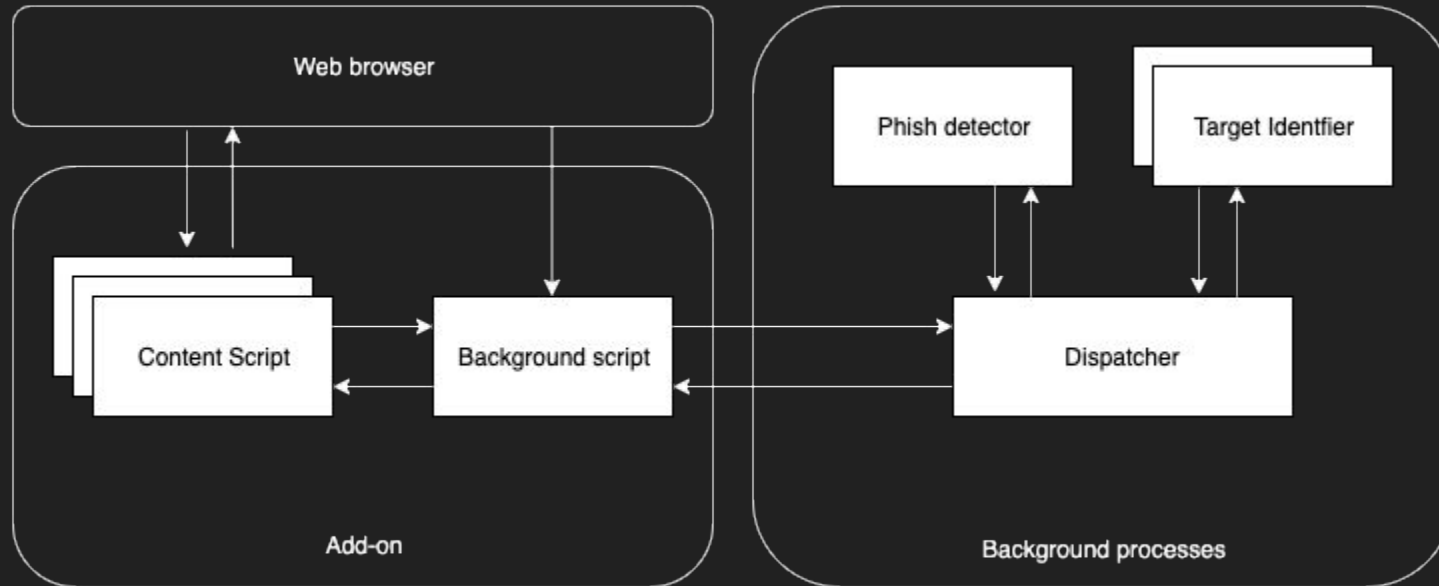 Web browser
Phish detector
Target Identfier
Content Script
Background script
Dispatcher
Add-on
Background processes